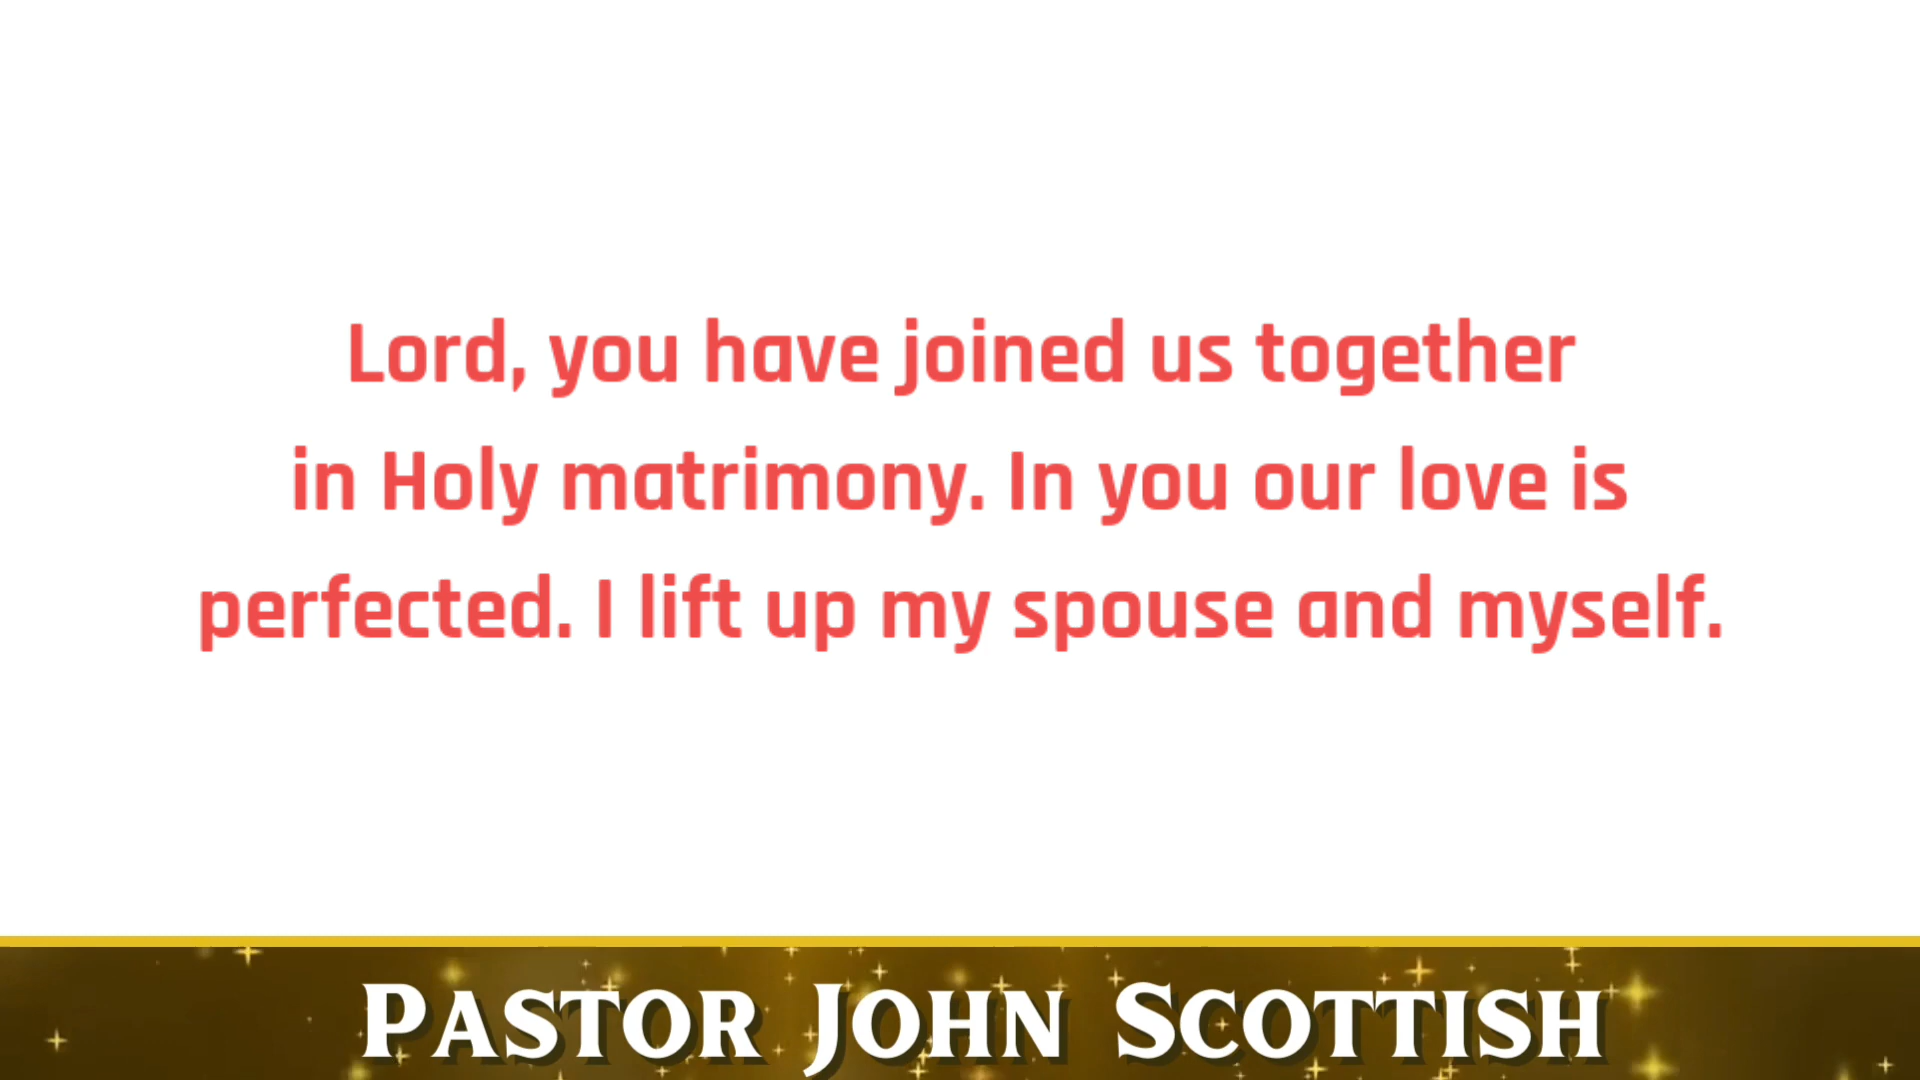 Lord, you have joined us together
in Holy matrimony. In you our love is
perfected. I lift up my spouse and myself.
PASTOR JOHN SCOTTISH